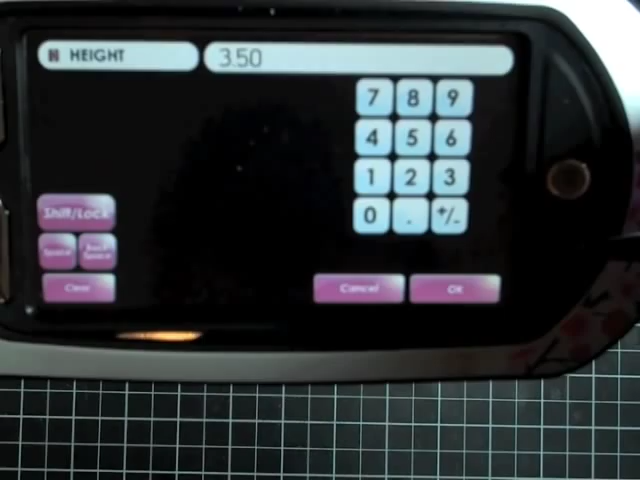 H HEIGHT 3.50
7 8 9
4 5 6
1 2 3
0 . +/-
Shift/Lock
Space Back Space
Clear
Cancel OK